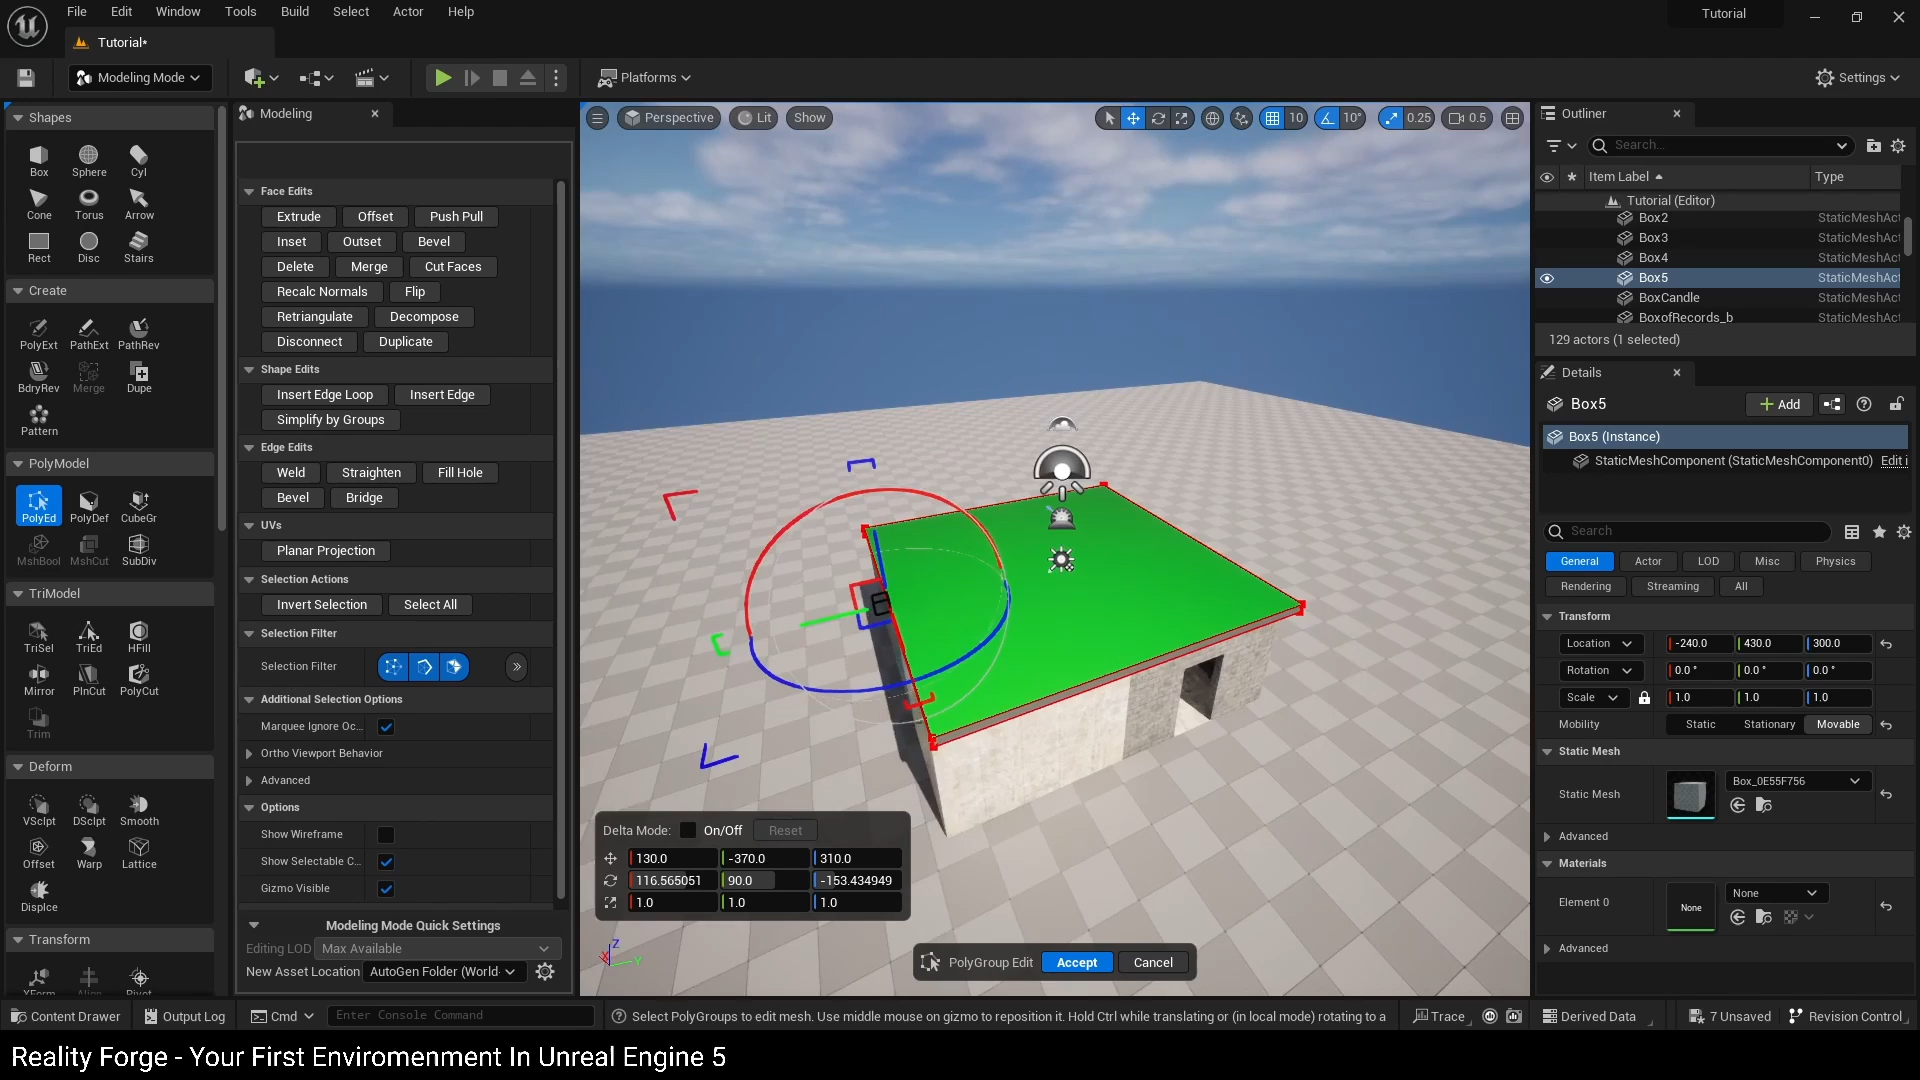 File Edit Window Tools Build Select Actor Help
Tutorial
Tutorial*
Modeling Mode
Platforms
Settings
Shapes
Box Sphere Cyl
Cone Torus Arrow
Rect Disc Stairs
Create
PolyExt PathExt PathRev
BdryRev Merge Dupe
Pattern
PolyModel
PolyEd PolyDef CubeGr
MshBool MshCut SubDiv
TriModel
TriSel TriEd HFill
Mirror PlnCut PolyCut
Trim
Deform
VSclpt DSclpt Smooth
Offset Warp Lattice
Displce
Transform
XForm Align Pivot
Modeling
Face Edits
Extrude Offset Push Pull
Inset Outset Bevel
Delete Merge Cut Faces
Recalc Normals Flip
Retriangulate Decompose
Disconnect Duplicate
Shape Edits
Insert Edge Loop Insert Edge
Simplify by Groups
Edge Edits
Weld Straighten Fill Hole
Bevel Bridge
UVs
Planar Projection
Selection Actions
Invert Selection Select All
Selection Filter
Selection Filter
Additional Selection Options
Marquee Ignore Oc...
Ortho Viewport Behavior
Advanced
Options
Show Wireframe
Show Selectable C...
Gizmo Visible
Modeling Mode Quick Settings
Editing LOD Max Available
New Asset Location AutoGen Folder (World-
Perspective Lit Show
10 10° 0.25 0.5
Delta Mode: On/Off Reset
130.0 -370.0 310.0
116.565051 90.0 -153.434949
1.0 1.0 1.0
Z
X Y
PolyGroup Edit Accept Cancel
Outliner
Search...
Item Label Type
Tutorial (Editor)
Box2 StaticMeshAct
Box3 StaticMeshAct
Box4 StaticMeshAct
Box5 StaticMeshAct
BoxCandle StaticMeshAct
BoxofRecords_b StaticMeshAct
129 actors (1 selected)
Details
Box5 Add
Box5 (Instance)
StaticMeshComponent (StaticMeshComponent0) Edit i
Search
General Actor LOD Misc Physics
Rendering Streaming All
Transform
Location -240.0 430.0 300.0
Rotation 0.0° 0.0° 0.0°
Scale 1.0 1.0 1.0
Mobility Static Stationary Movable
Static Mesh
Static Mesh Box_0E55F756
Advanced
Materials
Element 0 None None
Advanced
Content Drawer Output Log Cmd Enter Console Command Select PolyGroups to edit mesh. Use middle mouse on gizmo to reposition it. Hold Ctrl while translating or (in local mode) rotating to a Trace Derived Data 7 Unsaved Revision Control
Reality Forge - Your First Enviromenment In Unreal Engine 5